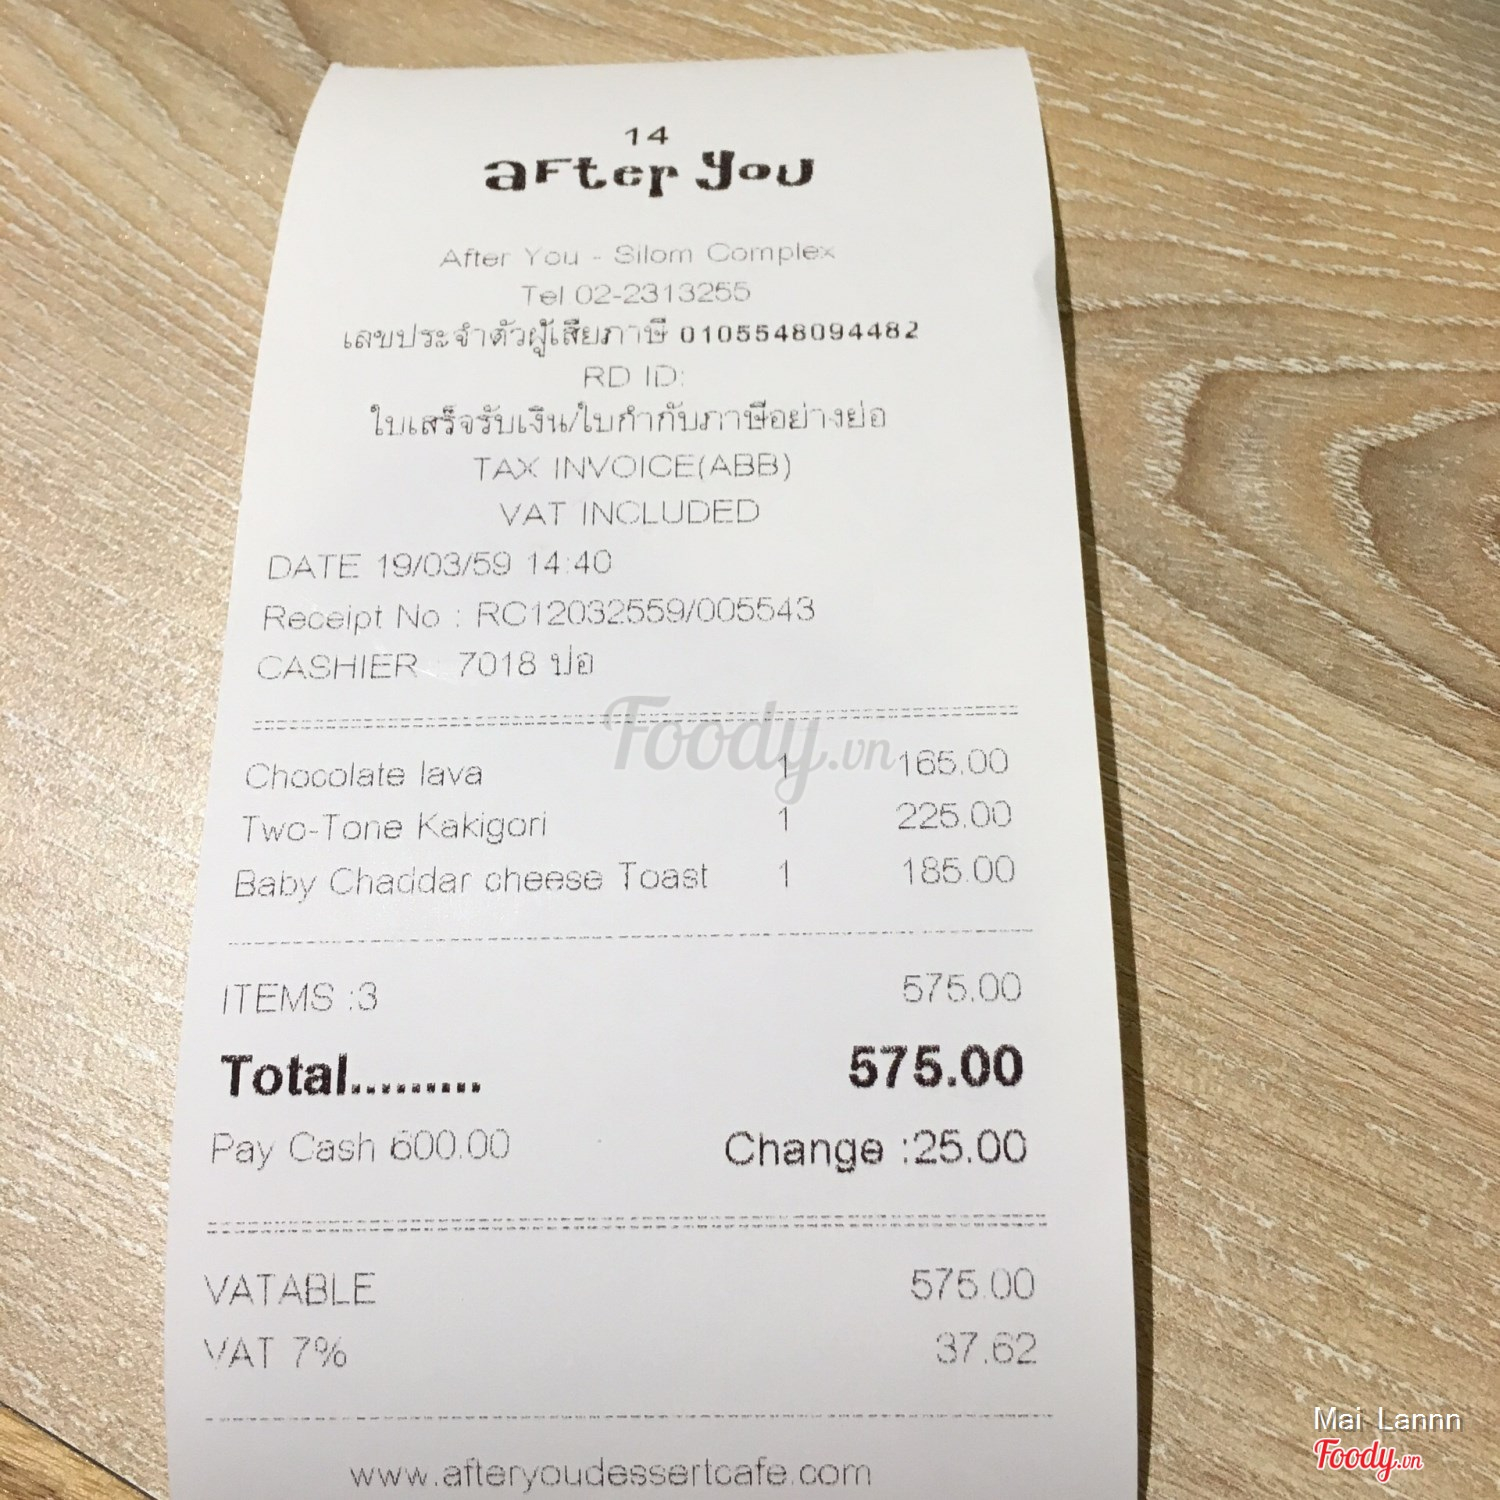 14
aFter you
After You - Silom Complex
Tel 02-2313255
เลขประจำตัวผู้เสียภาษี 0105548094482
RD ID:
ใบเสร็จรับเงิน/ใบกำกับภาษีอย่างย่อ
TAX INVOICE(ABB)
VAT INCLUDED
DATE 19/03/59 14:40
Receipt No : RC12032559/005543
CASHIER : 7018 ปอ
Foody.vn
Chocolate lava 1 165.00
Two-Tone Kakigori 1 225.00
Baby Chaddar cheese Toast 1 185.00
ITEMS :3 575.00
Total......... 575.00
Pay Cash 600.00 Change :25.00
VATABLE 575.00
VAT 7% 37.62
www.afteryoudessertcafe.com
Mai Lannn
Foody.vn